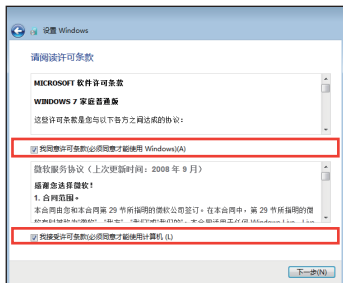 设置 Windows
请阅读许可条款
MICROSOFT 软件许可条款
WINDOWS 7 家庭普通版
这些许可条款是您与以下各方之间达成的协议:
我同意许可条款(必须同意才能使用 Windows)(A)
微软服务协议(上次更新时间:2008 年 9 月)
感谢您选择微软!
1. 合同范围。
本合同由您和本合同第 29 节所指明的微软公司签订。在本合同中,第 29 节所指明的微
我接受许可条款(必须同意才能使用计算机 (L)
下一步(N)